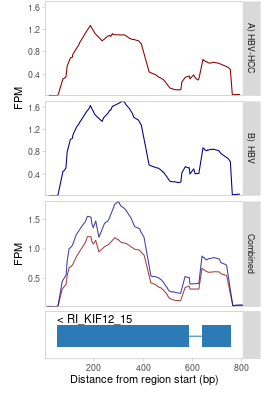 1.6
1.2
0.8
0.4
A) HBV-HCC
FPM
1.6
1.2
0.8
0.4
B) HBV
1.5
1.0
0.5
FPM
Combined
< RI_KIF12_15
200 400 600 800
Distance from region start (bp)